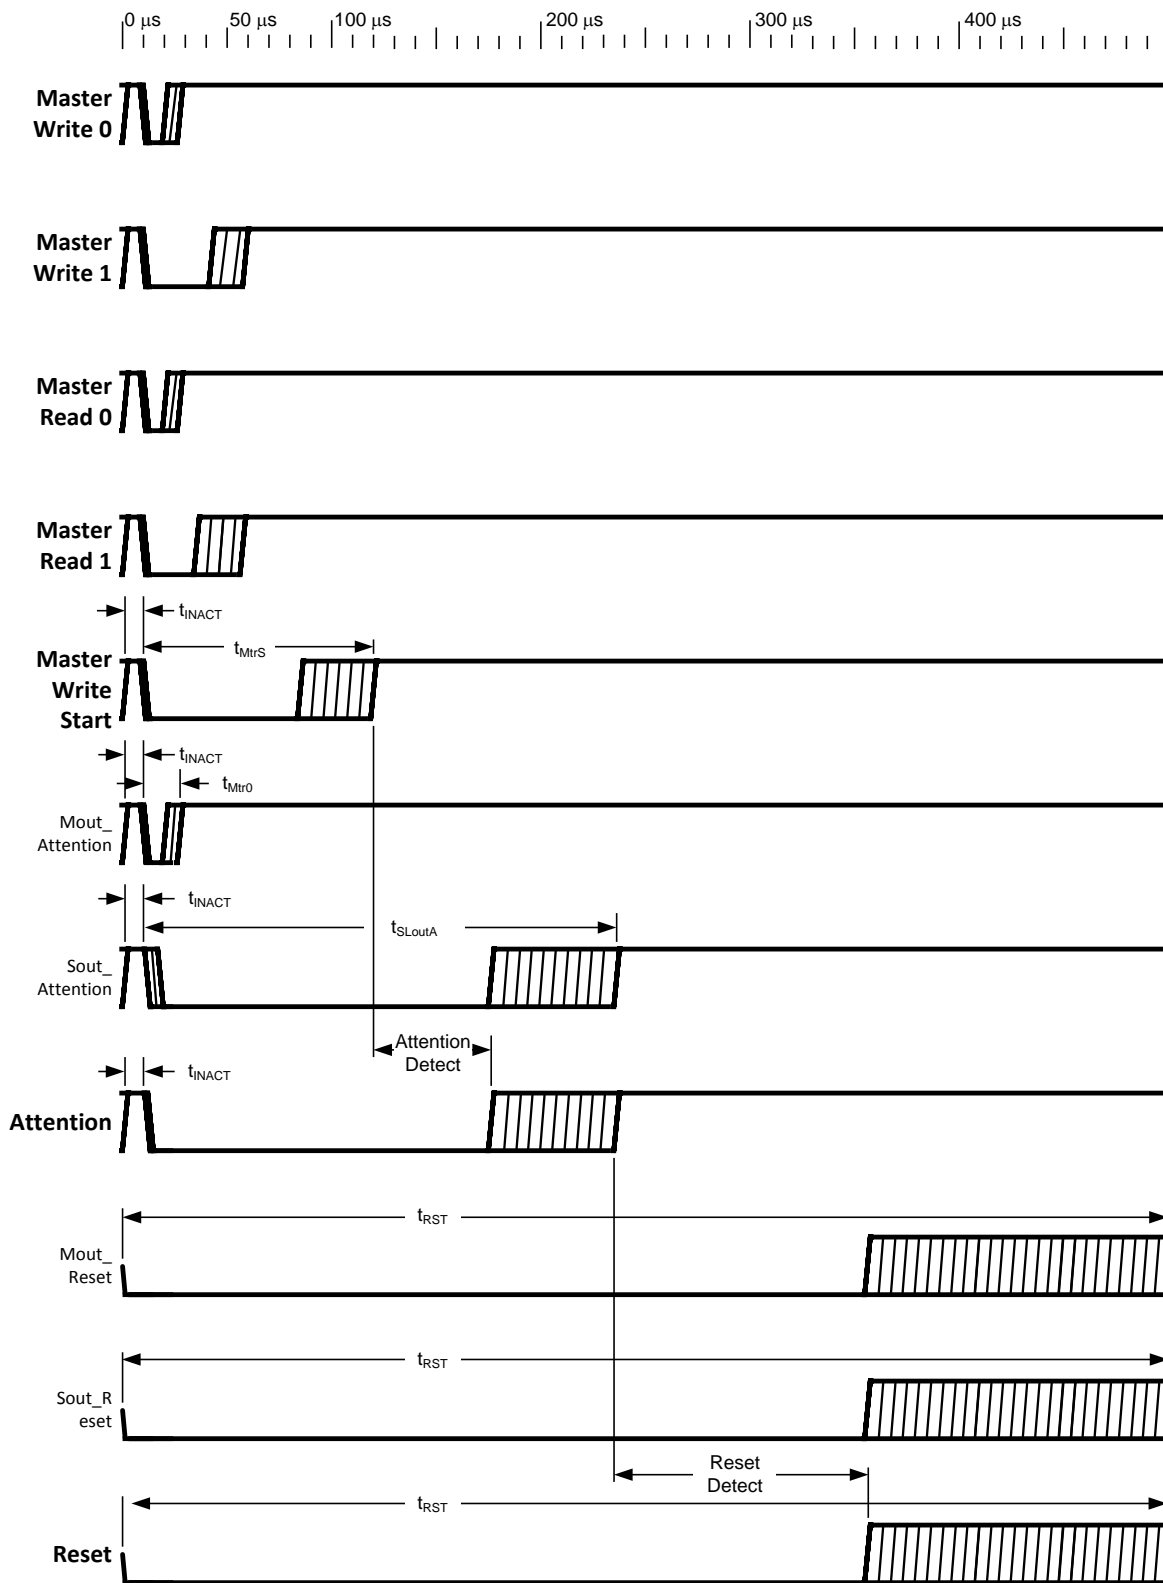 0 µs 50 µs 100 µs 200 µs 300 µs 400 µs
Master
Write 0
Master
Write 1
Master
Read 0
Master
Read 1
tINACT
tMtrS
Master
Write
Start
tINACT
tMtr0
Mout_
Attention
tINACT
tSLoutA
Sout_
Attention
Attention
Detect
tINACT
Attention
tRST
Mout_
Reset
tRST
Sout_R
eset
Reset
Detect
tRST
Reset